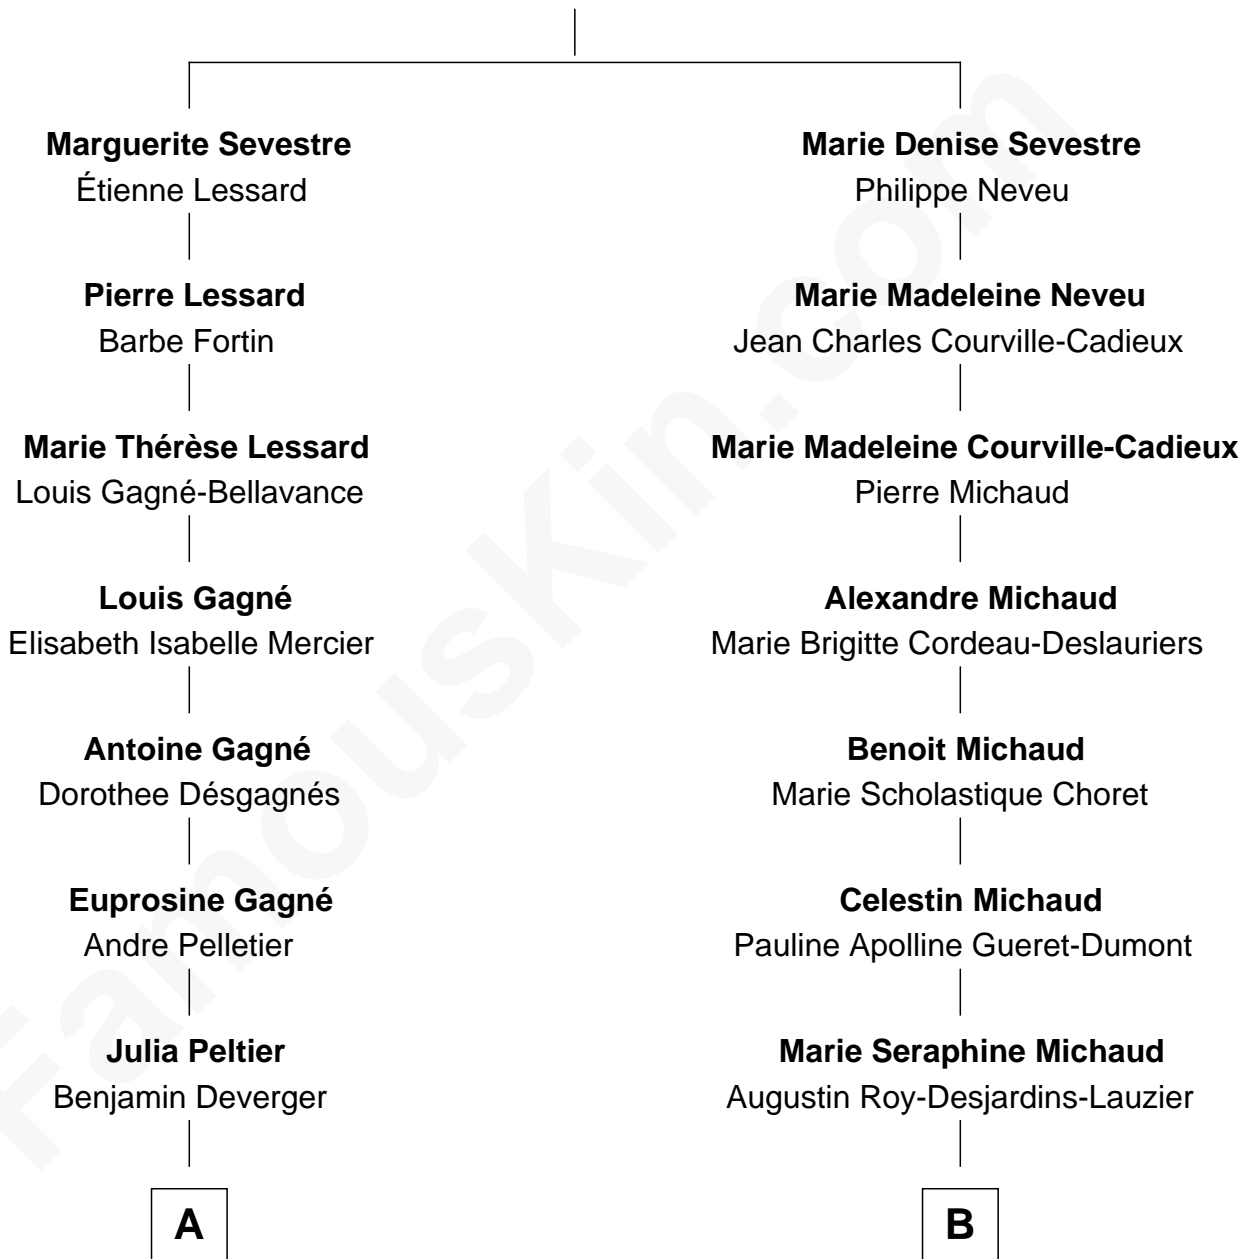 Marguerite Sevestre
Étienne Lessard
Pierre Lessard
Barbe Fortin
Marie Thérèse Lessard
Louis Gagné-Bellavance
Louis Gagné
Elisabeth Isabelle Mercier
Antoine Gagné
Dorothee Désgagnés
Euprosine Gagné
Andre Pelletier
Julia Peltier
Benjamin Deverger
A
Marie Denise Sevestre
Philippe Neveu
Marie Madeleine Neveu
Jean Charles Courville-Cadieux
Marie Madeleine Courville-Cadieux
Pierre Michaud
Alexandre Michaud
Marie Brigitte Cordeau-Deslauriers
Benoit Michaud
Marie Scholastique Choret
Celestin Michaud
Pauline Apolline Gueret-Dumont
Marie Seraphine Michaud
Augustin Roy-Desjardins-Lauzier
B
FamousKin.com